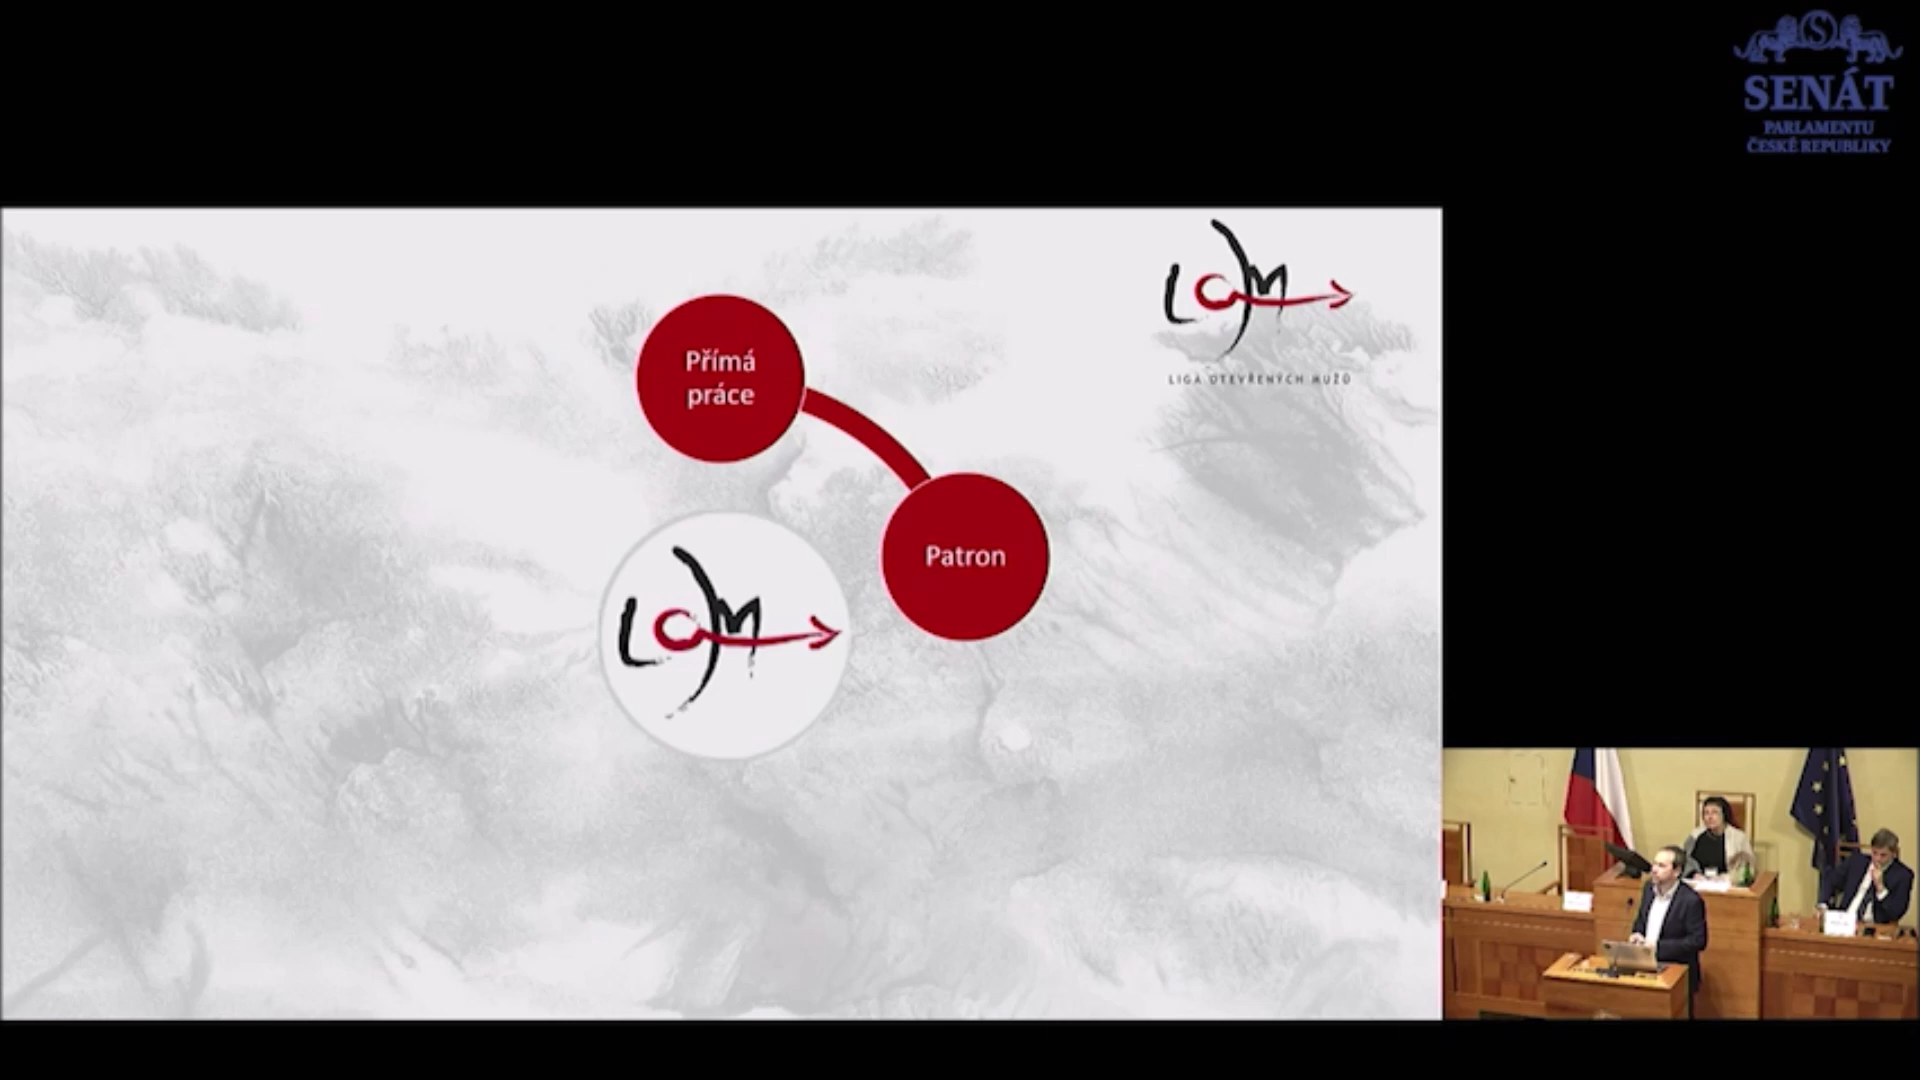 SENÁT
PARLAMENTU
ČESKÉ REPUBLIKY
LOM
LIGA OTEVŘENÝCH MUŽŮ
Přímá
práce
Patron
LOM